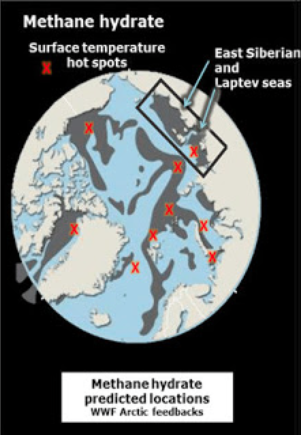 Methane hydrate
Surface temperature
hot spots
X
East Siberian
and
Laptev seas
X
X
X
X
X
X
X
X
X
Methane hydrate
predicted locations
WWF Arctic feedbacks